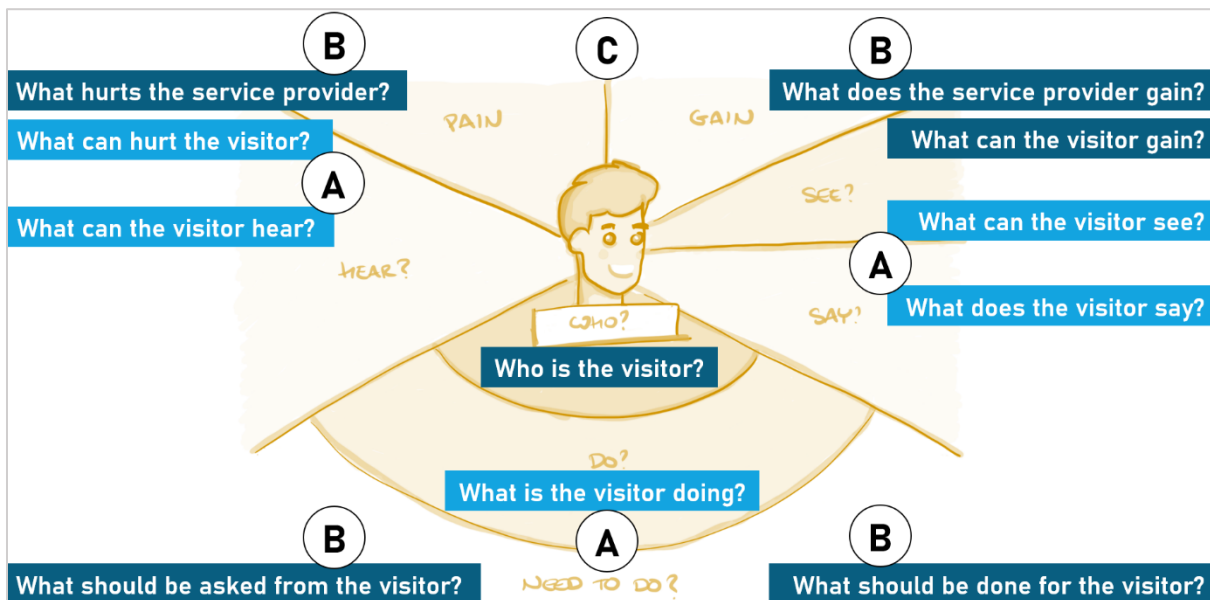 B
C
B
What hurts the service provider?
What does the service provider gain?
PAIN
GAIN
What can hurt the visitor?
What can the visitor gain?
A
SEE?
What can the visitor hear?
What can the visitor see?
HEAR?
A
What does the visitor say?
SAY?
WHO?
Who is the visitor?
DO?
What is the visitor doing?
B
A
B
What should be asked from the visitor?
NEED TO DO?
What should be done for the visitor?